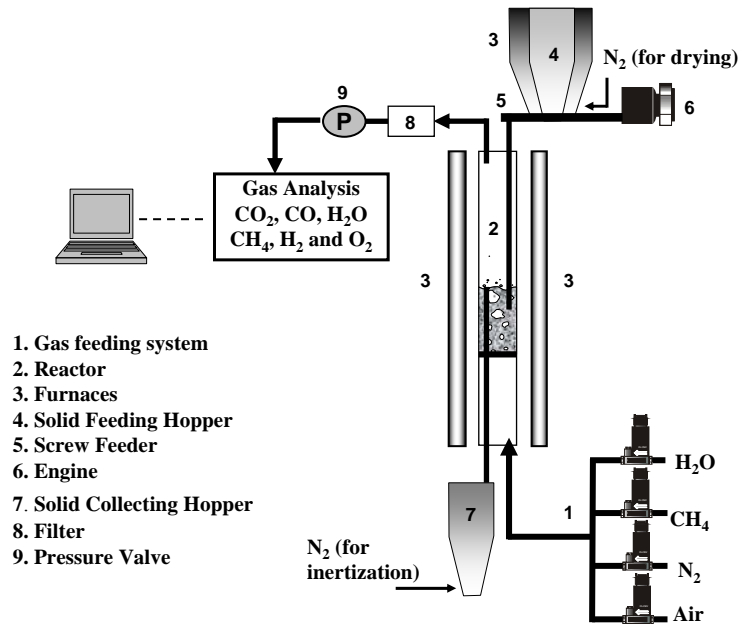 3
4
N₂ (for drying)
9
5
6
P
8
Gas Analysis
CO₂, CO, H₂O
CH₄, H₂ and O₂
2
3
3
1. Gas feeding system
2. Reactor
3. Furnaces
4. Solid Feeding Hopper
5. Screw Feeder
6. Engine
7. Solid Collecting Hopper
8. Filter
9. Pressure Valve
7
N₂ (for
inertization)
1
H₂O
CH₄
N₂
Air